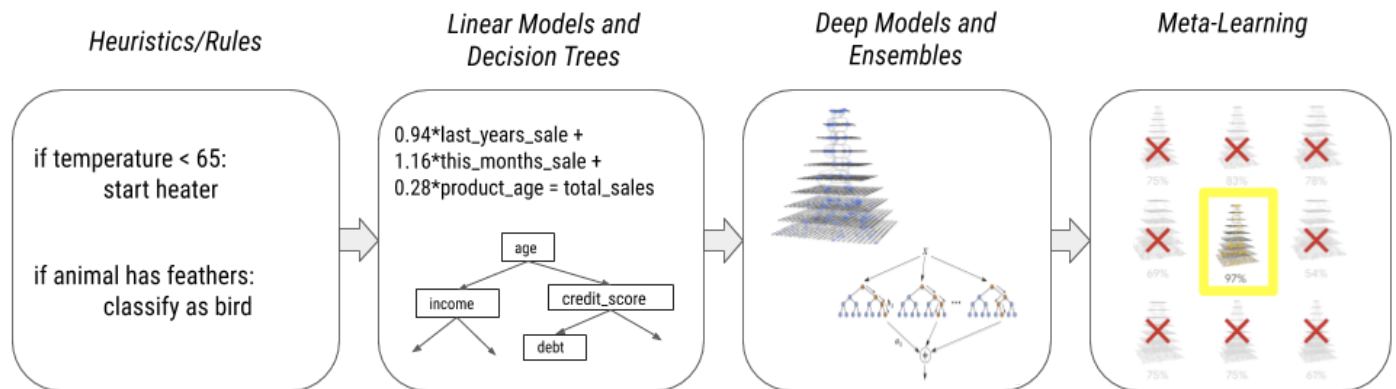 Heuristics/Rules
Linear Models and
Decision Trees
Deep Models and
Ensembles
Meta-Learning
if temperature < 65:
start heater
if animal has feathers:
classify as bird
0.94*last_years_sale +
1.16*this_months_sale +
0.28*product_age = total_sales
age
income
credit_score
debt
X
...
+
75%
83%
78%
69%
97%
54%
75%
75%
67%